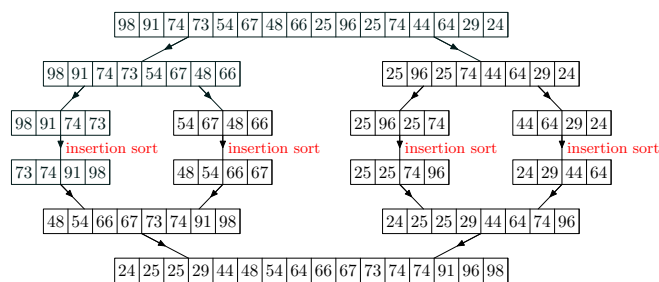 98 91 74 73 54 67 48 66 25 96 25 74 44 64 29 24
98 91 74 73 54 67 48 66 25 96 25 74 44 64 29 24
98 91 74 73 54 67 48 66 25 96 25 74 44 64 29 24
insertion sort insertion sort insertion sort insertion sort
73 74 91 98 48 54 66 67 25 25 74 96 24 29 44 64
48 54 66 67 73 74 91 98 24 25 25 29 44 64 74 96
24 25 25 29 44 48 54 64 66 67 73 74 74 91 96 98